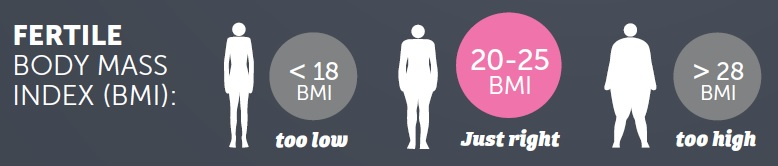 FERTILE
BODY MASS
INDEX (BMI):
< 18
BMI
too low
20-25
BMI
Just right
> 28
BMI
too high